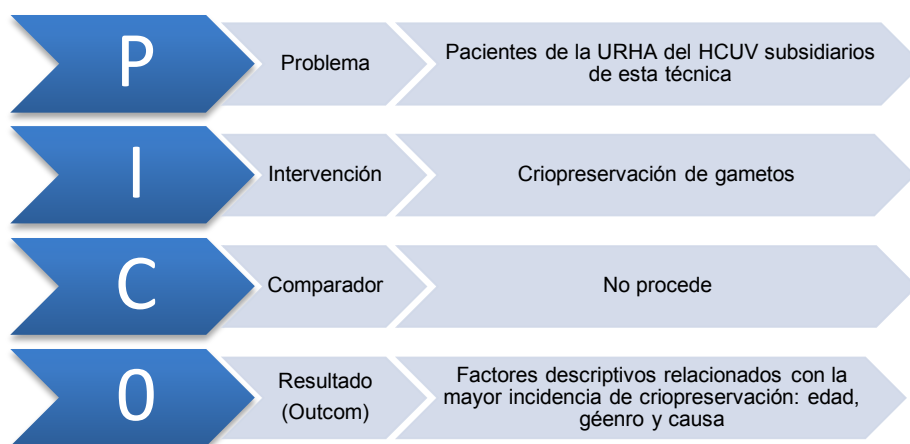 P
Problema
Pacientes de la URHA del HCUV subsidiarios
de esta técnica
I
Intervención
Criopreservación de gametos
C
Comparador
No procede
0
Resultado
(Outcom)
Factores descriptivos relacionados con la
mayor incidencia de criopreservación: edad,
géenro y causa